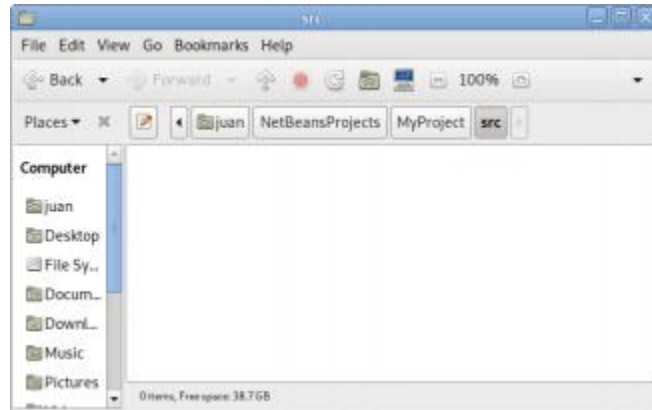 src
File Edit View Go Bookmarks Help
Back Forward 100%
Places juan NetBeansProjects MyProject src
Computer
juan
Desktop
File Sy...
Docum...
Downl...
Music
Pictures
0 items, Free space: 38.7 GB